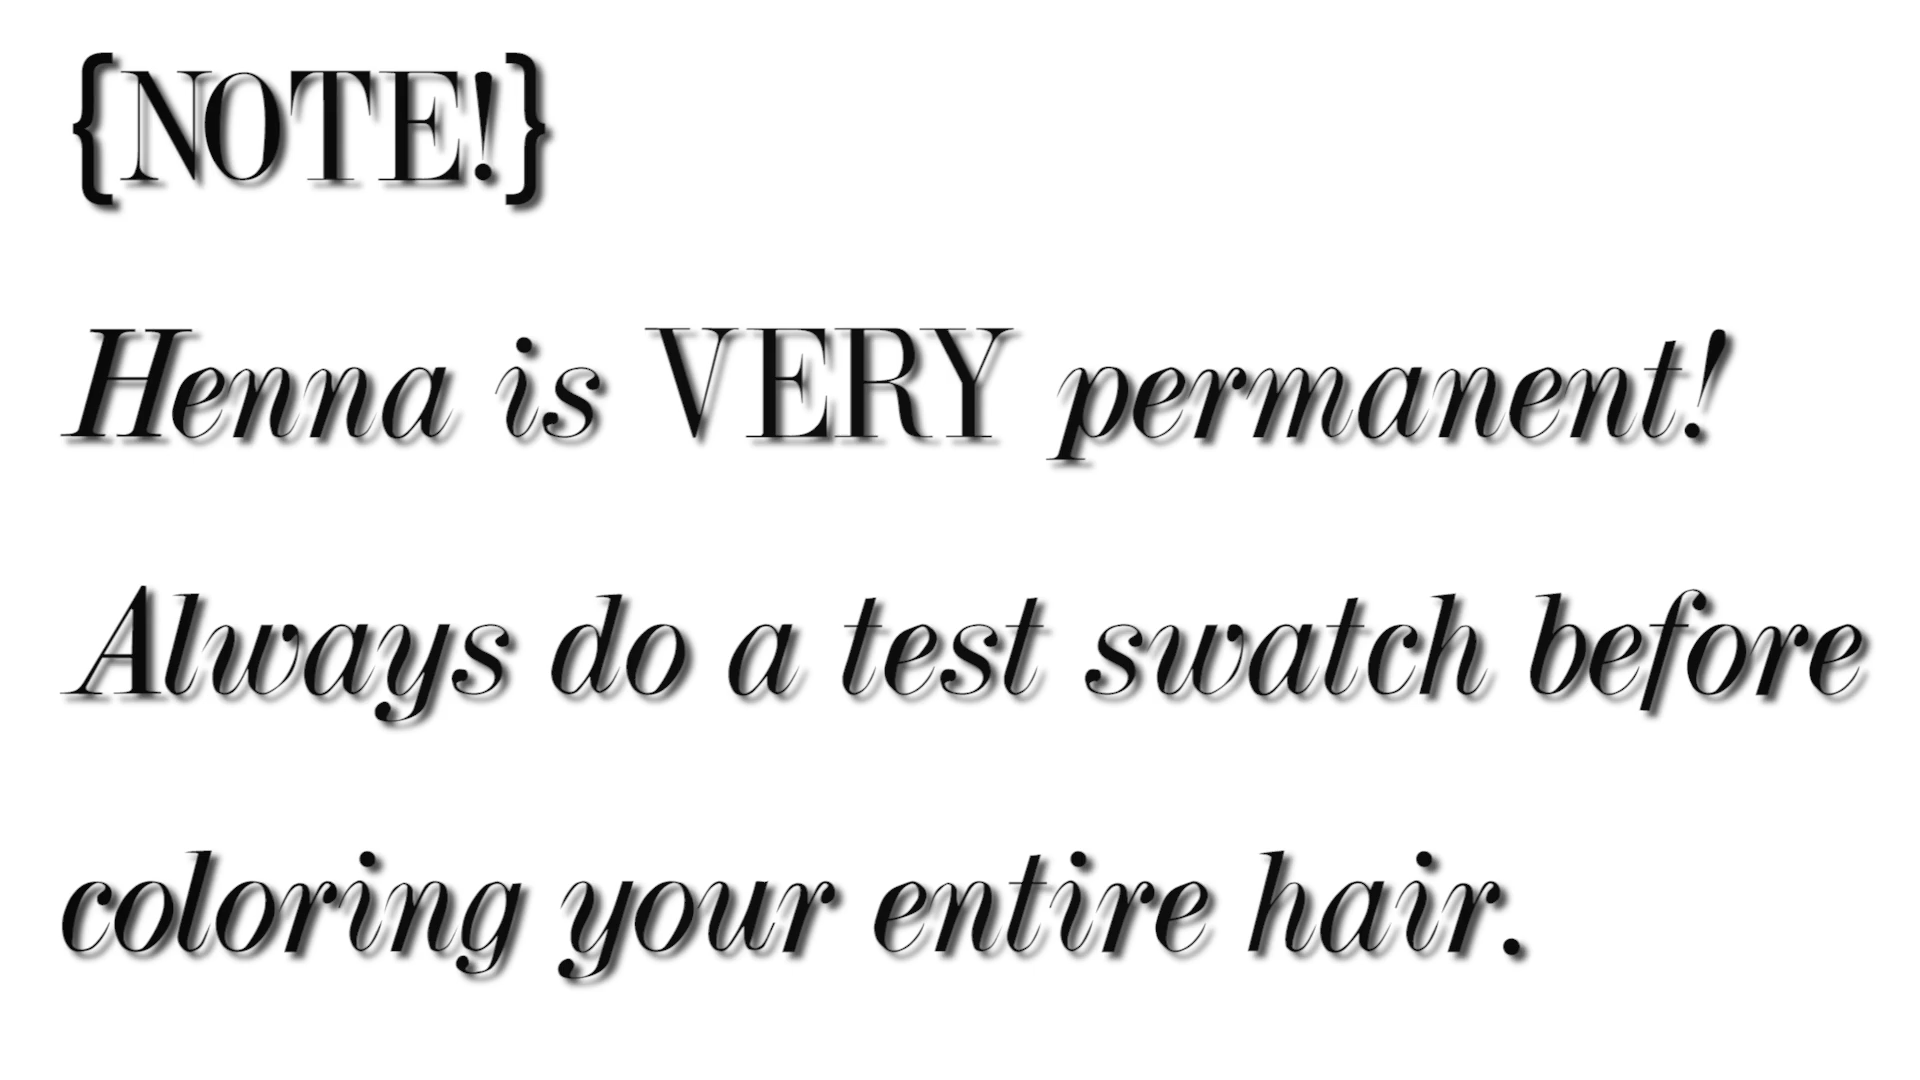 {NOTE!}
Henna is VERY permanent!
Always do a test swatch before
coloring your entire hair.